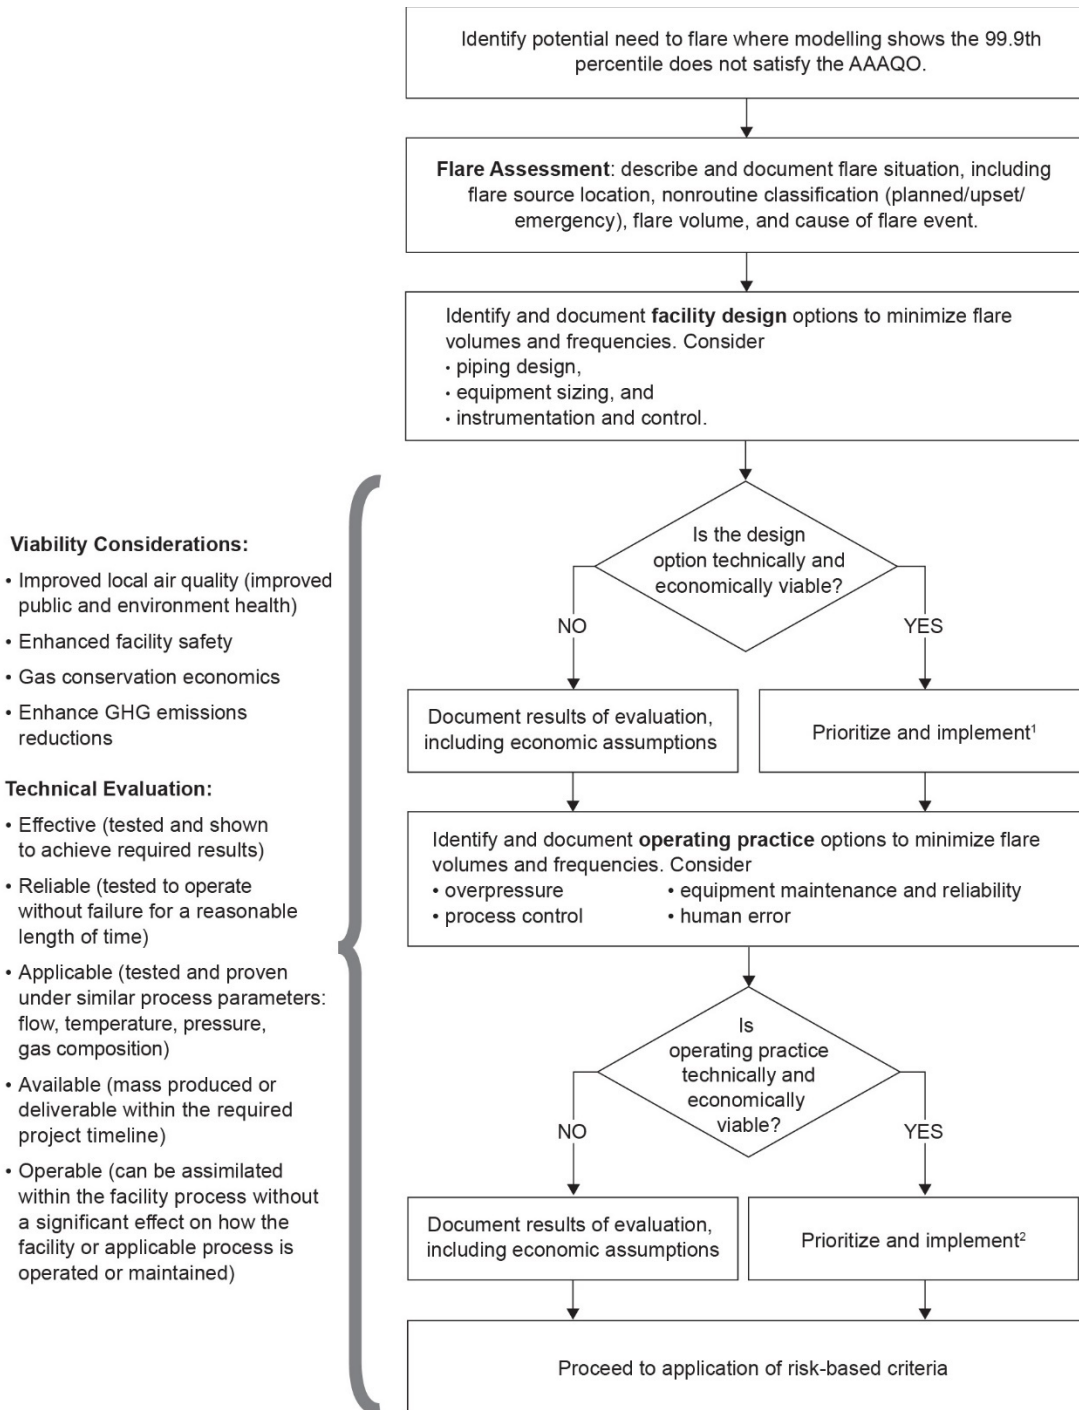 Identify potential need to flare where modelling shows the 99.9th
percentile does not satisfy the AAAQO.
Flare Assessment: describe and document flare situation, including
flare source location, nonroutine classification (planned/upset/
emergency), flare volume, and cause of flare event.
Identify and document facility design options to minimize flare
volumes and frequencies. Consider
• piping design,
• equipment sizing, and
• instrumentation and control.
Is the design
option technically and
economically viable?
NO
YES
Document results of evaluation,
including economic assumptions
Prioritize and implement¹
Identify and document operating practice options to minimize flare
volumes and frequencies. Consider
• overpressure
• equipment maintenance and reliability
• process control
• human error
Is
operating practice
technically and
economically
viable?
NO
YES
Document results of evaluation,
including economic assumptions
Prioritize and implement²
Proceed to application of risk-based criteria
Viability Considerations:
• Improved local air quality (improved
public and environment health)
• Enhanced facility safety
• Gas conservation economics
• Enhance GHG emissions
reductions
Technical Evaluation:
• Effective (tested and shown
to achieve required results)
• Reliable (tested to operate
without failure for a reasonable
length of time)
• Applicable (tested and proven
under similar process parameters:
flow, temperature, pressure,
gas composition)
• Available (mass produced or
deliverable within the required
project timeline)
• Operable (can be assimilated
within the facility process without
a significant effect on how the
facility or applicable process is
operated or maintained)